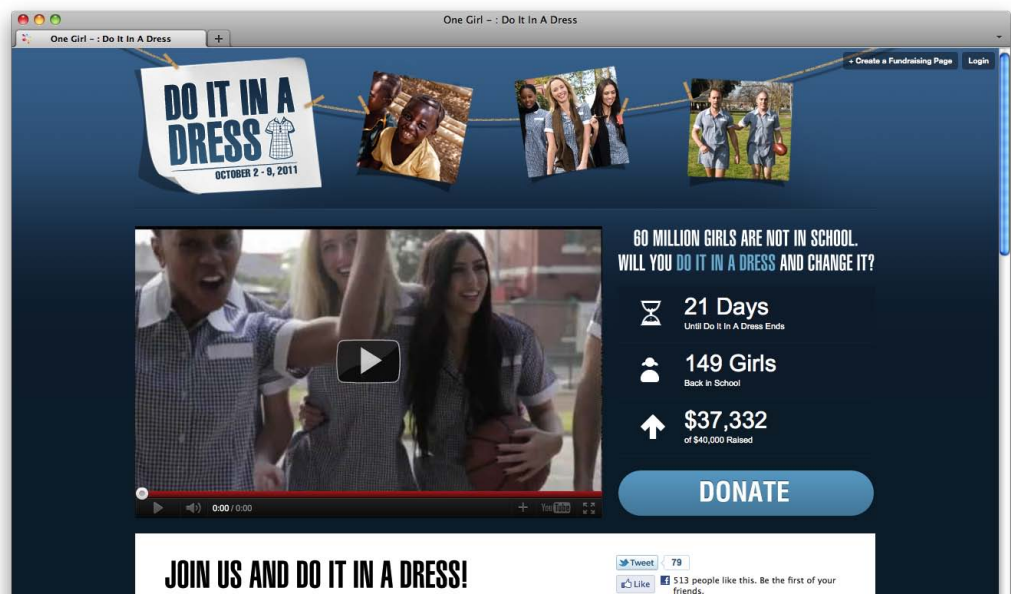 One Girl – : Do It In A Dress
One Girl – : Do It In A Dress
+
+ Create a Fundraising Page
Login
DO IT IN A
DRESS
OCTOBER 2 - 9, 2011
60 MILLION GIRLS ARE NOT IN SCHOOL.
WILL YOU DO IT IN A DRESS AND CHANGE IT?
21 Days
Until Do It In A Dress Ends
149 Girls
Back in School
$37,332
of $40,000 Raised
DONATE
0:00 / 0:00
YouTube
JOIN US AND DO IT IN A DRESS!
Tweet
79
Like
513 people like this. Be the first of your
friends.